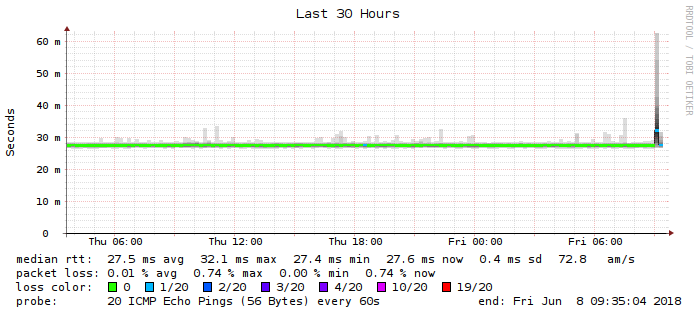 Last 30 Hours
RRDTOOL / TOBI OETIKER
Seconds
60 m
50 m
40 m
30 m
20 m
10 m
0
Thu 06:00 Thu 12:00 Thu 18:00 Fri 00:00 Fri 06:00
median rtt: 27.5 ms avg 32.1 ms max 27.4 ms min 27.6 ms now 0.4 ms sd 72.8 am/s
packet loss: 0.01 % avg 0.74 % max 0.00 % min 0.74 % now
loss color: 0 1/20 2/20 3/20 4/20 10/20 19/20
probe: 20 ICMP Echo Pings (56 Bytes) every 60s end: Fri Jun 8 09:35:04 2018